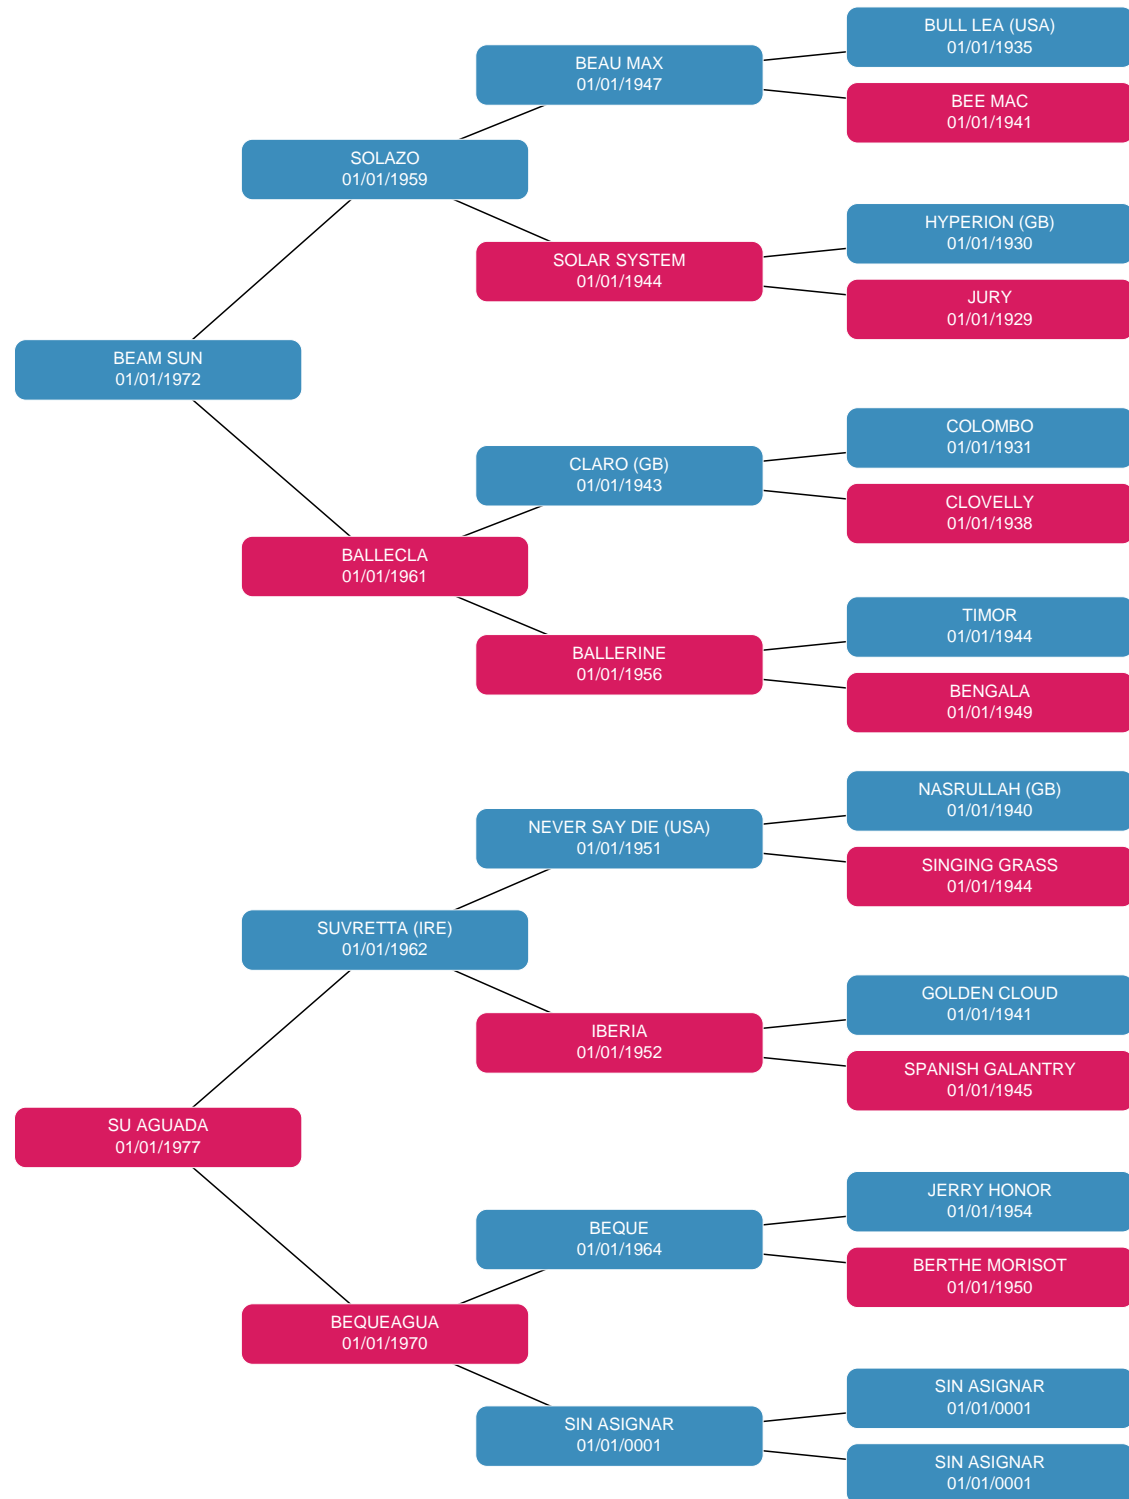 BULL LEA (USA)
01/01/1935
BEAU MAX
01/01/1947
BEE MAC
01/01/1941
SOLAZO
01/01/1959
HYPERION (GB)
01/01/1930
SOLAR SYSTEM
01/01/1944
JURY
01/01/1929
BEAM SUN
01/01/1972
COLOMBO
01/01/1931
CLARO (GB)
01/01/1943
CLOVELLY
01/01/1938
BALLECLA
01/01/1961
TIMOR
01/01/1944
BALLERINE
01/01/1956
BENGALA
01/01/1949
NASRULLAH (GB)
01/01/1940
NEVER SAY DIE (USA)
01/01/1951
SINGING GRASS
01/01/1944
SUVRETTA (IRE)
01/01/1962
GOLDEN CLOUD
01/01/1941
IBERIA
01/01/1952
SPANISH GALANTRY
01/01/1945
SU AGUADA
01/01/1977
JERRY HONOR
01/01/1954
BEQUE
01/01/1964
BERTHE MORISOT
01/01/1950
BEQUEAGUA
01/01/1970
SIN ASIGNAR
01/01/0001
SIN ASIGNAR
01/01/0001
SIN ASIGNAR
01/01/0001